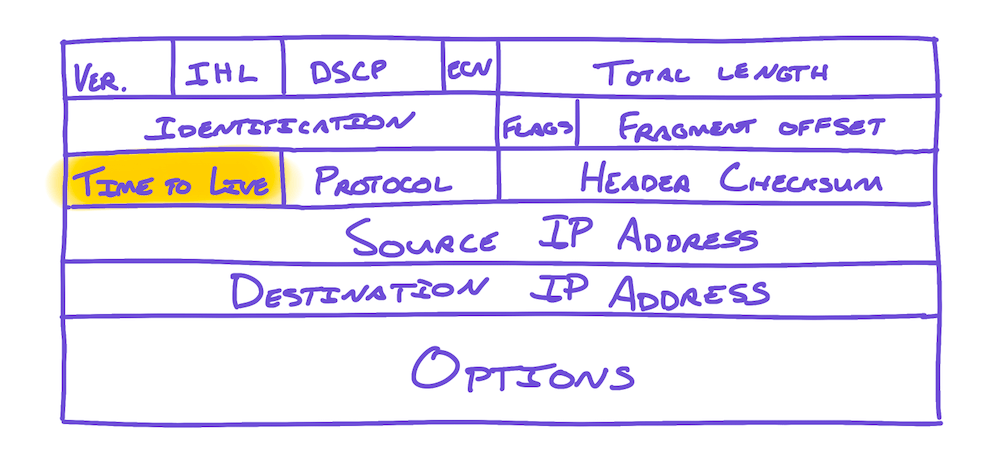 VER. IHL DSCP ECN TOTAL LENGTH
IDENTIFICATION FLAGS FRAGMENT OFFSET
TIME TO LIVE PROTOCOL HEADER CHECKSUM
SOURCE IP ADDRESS
DESTINATION IP ADDRESS
OPTIONS